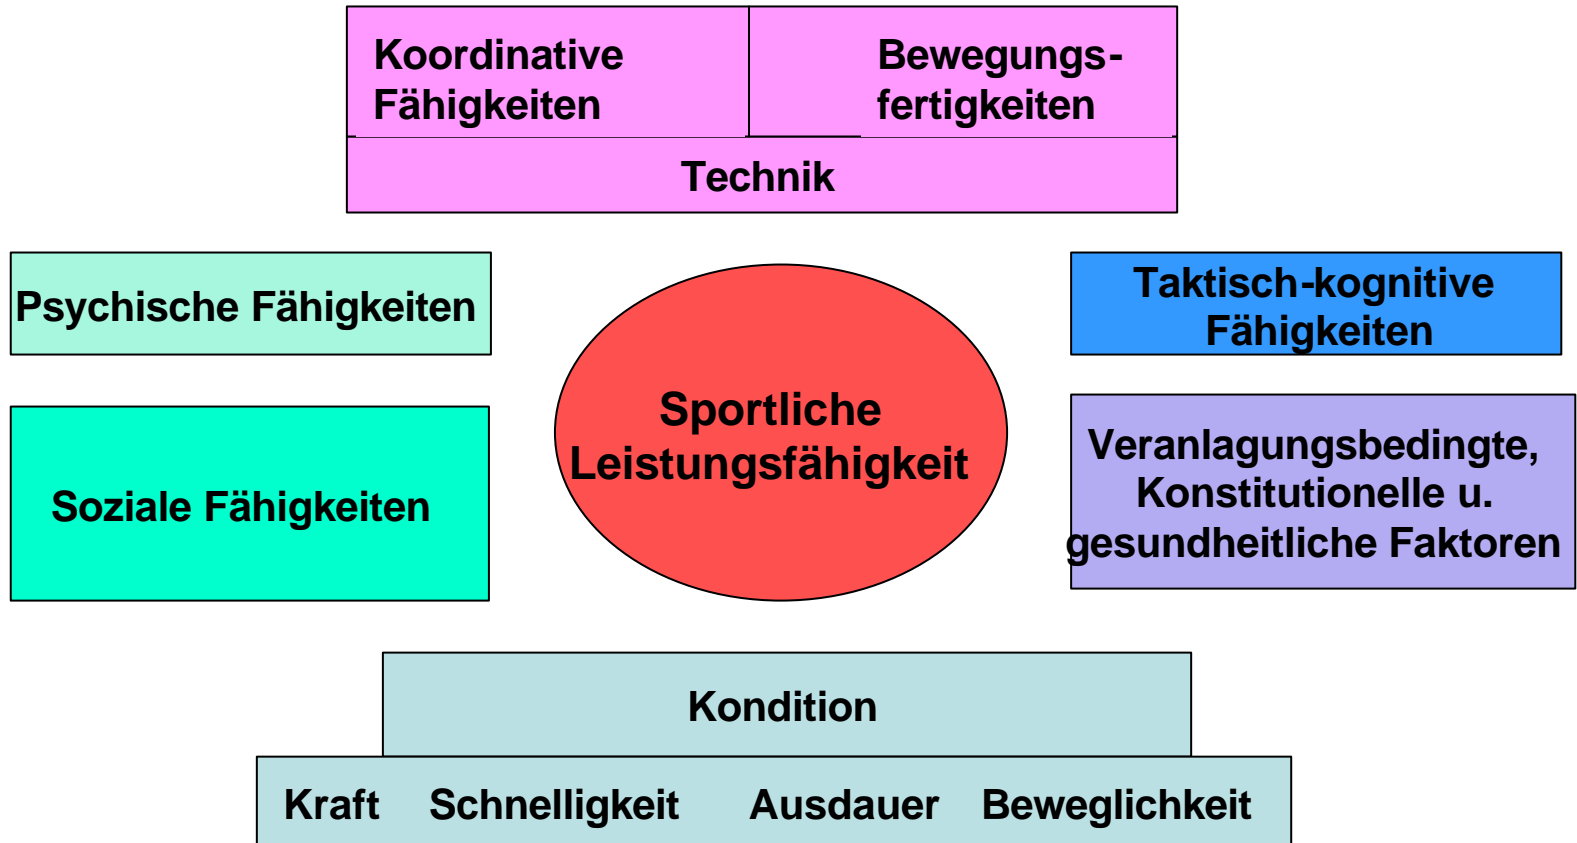 Koordinative
Fähigkeiten
Bewegungs-
fertigkeiten
Technik
Psychische Fähigkeiten
Taktisch-kognitive
Fähigkeiten
Sportliche
Leistungsfähigkeit
Soziale Fähigkeiten
Veranlagungsbedingte,
Konstitutionelle u.
gesundheitliche Faktoren
Kondition
Kraft Schnelligkeit Ausdauer Beweglichkeit